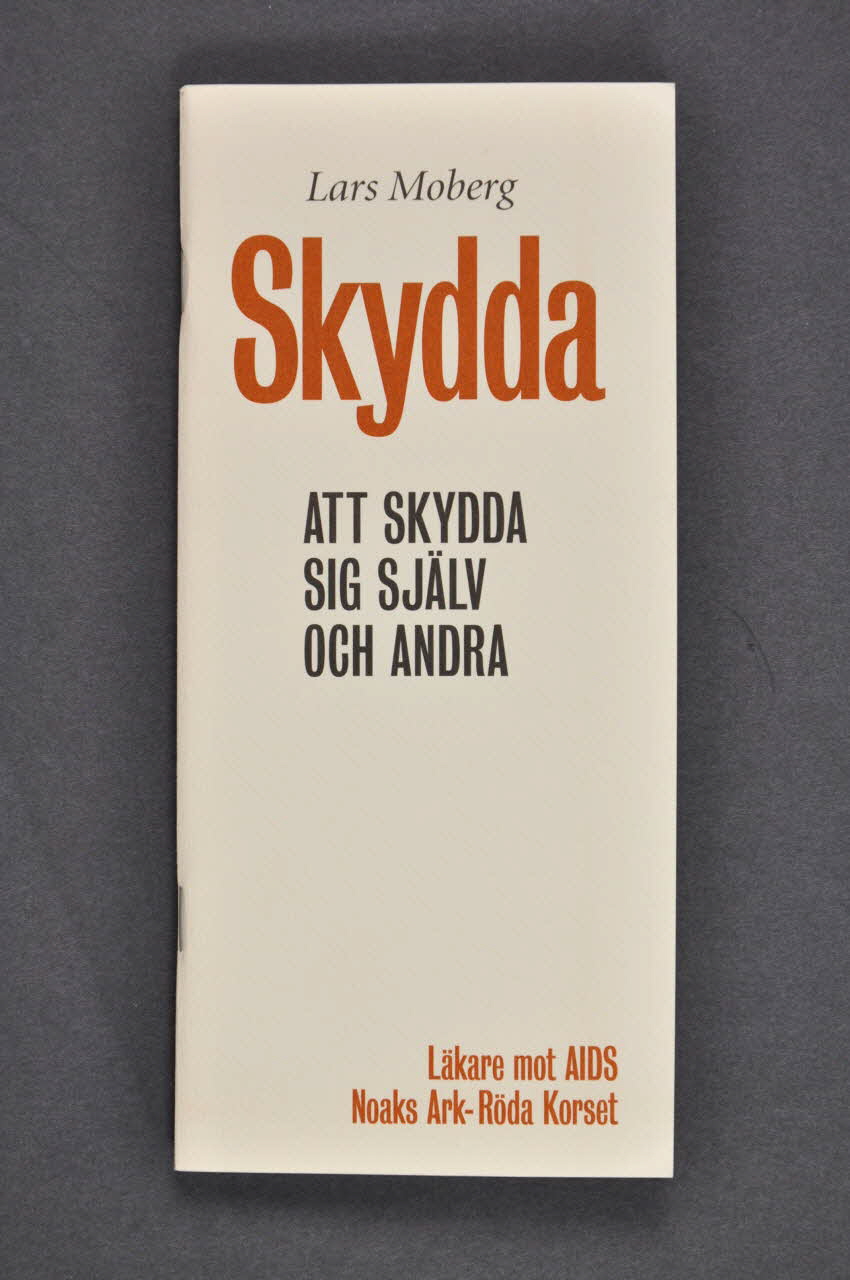 Lars Moberg
Skydda
ATT SKYDDA
SIG SJÄLV
OCH ANDRA
Läkare mot AIDS
Noaks Ark-Röda Korset